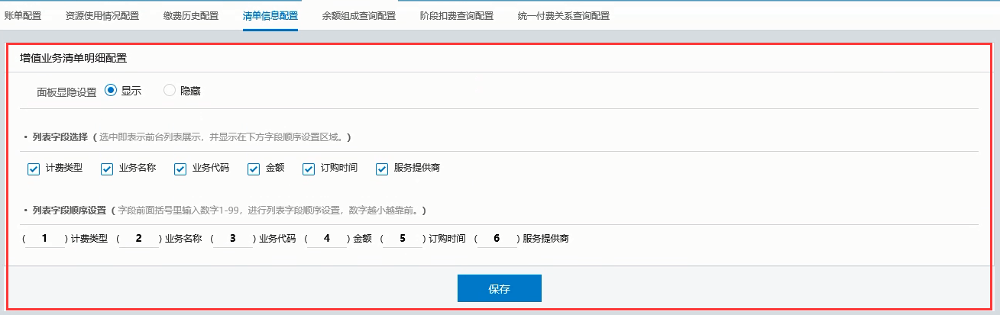 账单配置 资源使用情况配置 缴费历史配置 清单信息配置 余额组成查询配置 阶段扣费查询配置 统一付费关系查询配置
增值业务清单明细配置
面板显隐设置 显示 隐藏
· 列表字段选择 ( 选中即表示前台列表展示，并显示在下方字段顺序设置区域。)
计费类型 业务名称 业务代码 金额 订购时间 服务提供商
· 列表字段顺序设置 ( 字段前面括号里输入数字1-99，进行列表字段顺序设置，数字越小越靠前。)
( 1 ) 计费类型 ( 2 ) 业务名称 ( 3 ) 业务代码 ( 4 ) 金额 ( 5 ) 订购时间 ( 6 ) 服务提供商
保存